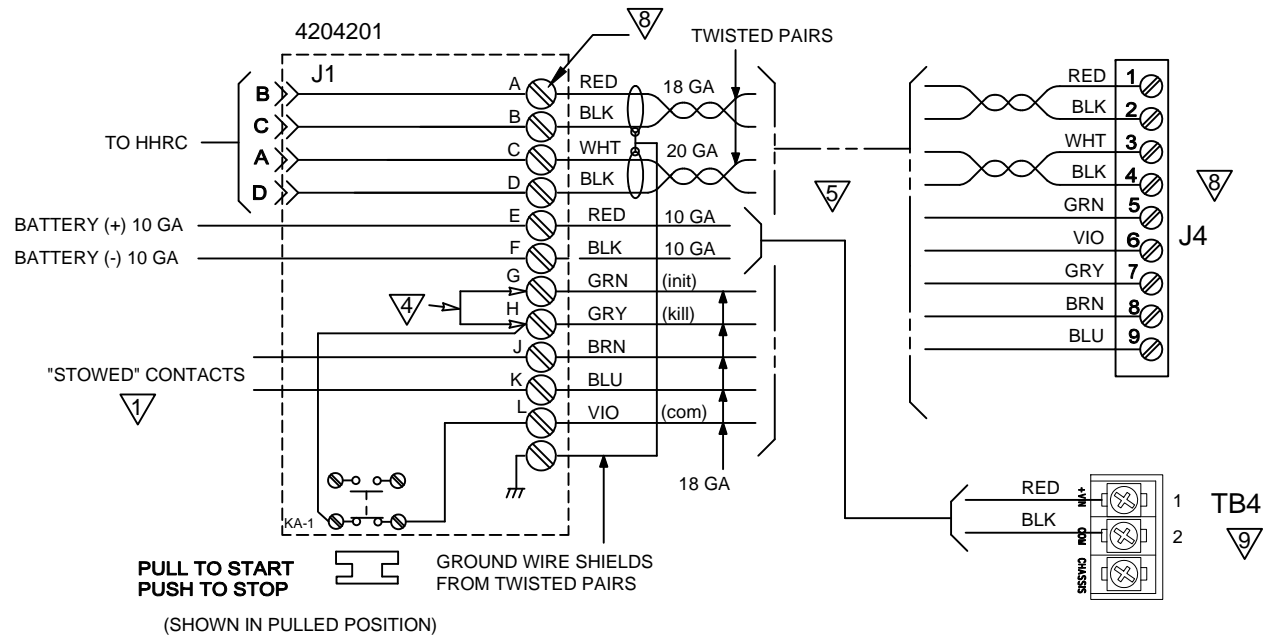 4204201
8
TWISTED PAIRS
J1
TO HHRC
B
C
A
D
A RED 18 GA
B BLK
C WHT 20 GA
D BLK
BATTERY (+) 10 GA
E RED 10 GA
BATTERY (-) 10 GA
F BLK 10 GA
G GRN (init)
4
H GRY (kill)
J BRN
"STOWED" CONTACTS
K BLU
1
L VIO (com)
18 GA
KA-1
PULL TO START
PUSH TO STOP
(SHOWN IN PULLED POSITION)
GROUND WIRE SHIELDS
FROM TWISTED PAIRS
5
RED 1
BLK 2
WHT 3
BLK 4
GRN 5
VIO 6
GRY 7
BRN 8
BLU 9
8
J4
RED +VIN 1
BLK COM 2
CHASSIS
TB4
9